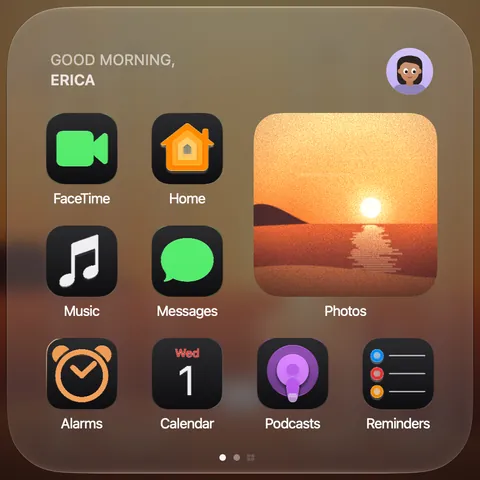 GOOD MORNING,
ERICA
FaceTime
Home
Music
Messages
Photos
Wed
1
Alarms
Calendar
Podcasts
Reminders